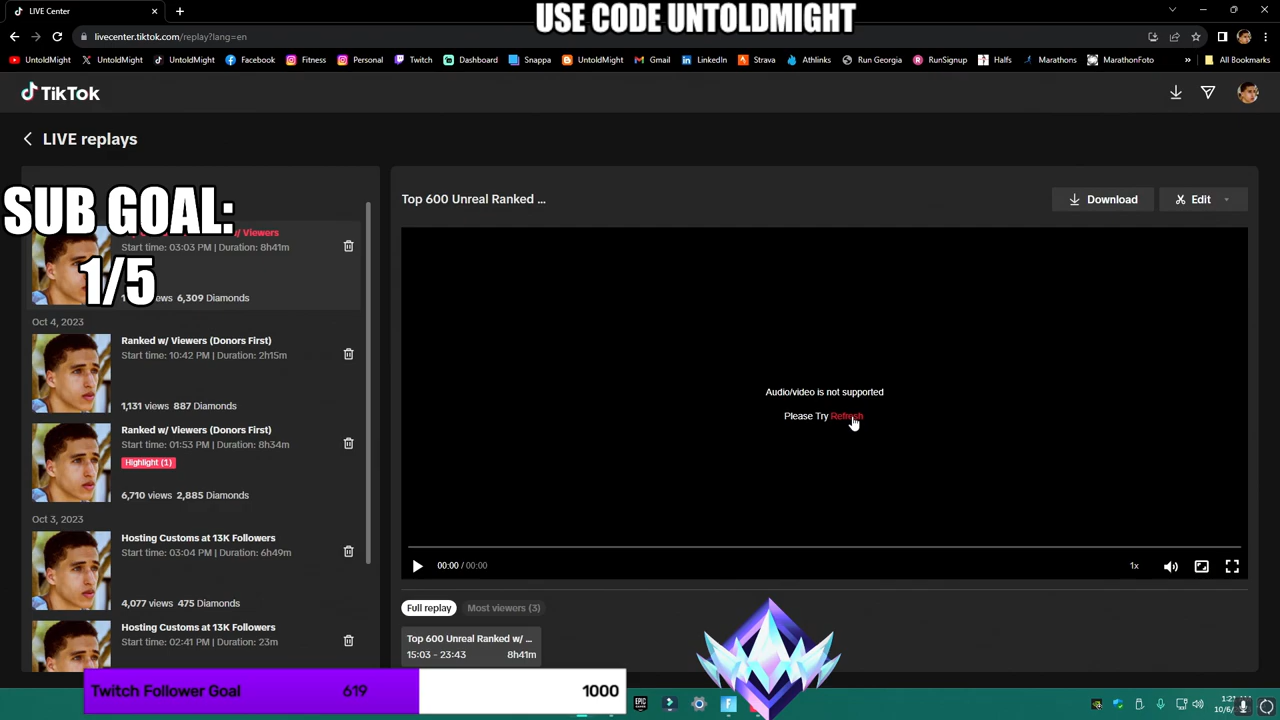 LIVE Center
USE CODE UNTOLDMIGHT
livecenter.tiktok.com/replay?lang=en
UntoldMight
UntoldMight
UntoldMight
Facebook
Fitness
Personal
Twitch
Dashboard
Snappa
UntoldMight
Gmail
LinkedIn
Strava
Athlinks
Run Georgia
RunSignup
Halfs
Marathons
MarathonFoto
All Bookmarks
TikTok
LIVE replays
SUB GOAL:
1/5
w/ Viewers
Start time: 03:03 PM | Duration: 8h41m
6,309 Diamonds
Oct 4, 2023
Ranked w/ Viewers (Donors First)
Start time: 10:42 PM | Duration: 2h15m
1,131 views 887 Diamonds
Ranked w/ Viewers (Donors First)
Start time: 01:53 PM | Duration: 8h34m
Highlight (1)
6,710 views 2,885 Diamonds
Oct 3, 2023
Hosting Customs at 13K Followers
Start time: 03:04 PM | Duration: 6h49m
4,077 views 475 Diamonds
Hosting Customs at 13K Followers
Start time: 02:41 PM | Duration: 23m
Top 600 Unreal Ranked ...
Download
Edit
Audio/video is not supported
Please Try Refresh
00:00 / 00:00
1x
Full replay
Most viewers (3)
Top 600 Unreal Ranked w/ ...
15:03 - 23:43 8h41m
Twitch Follower Goal 619 1000
EPIC